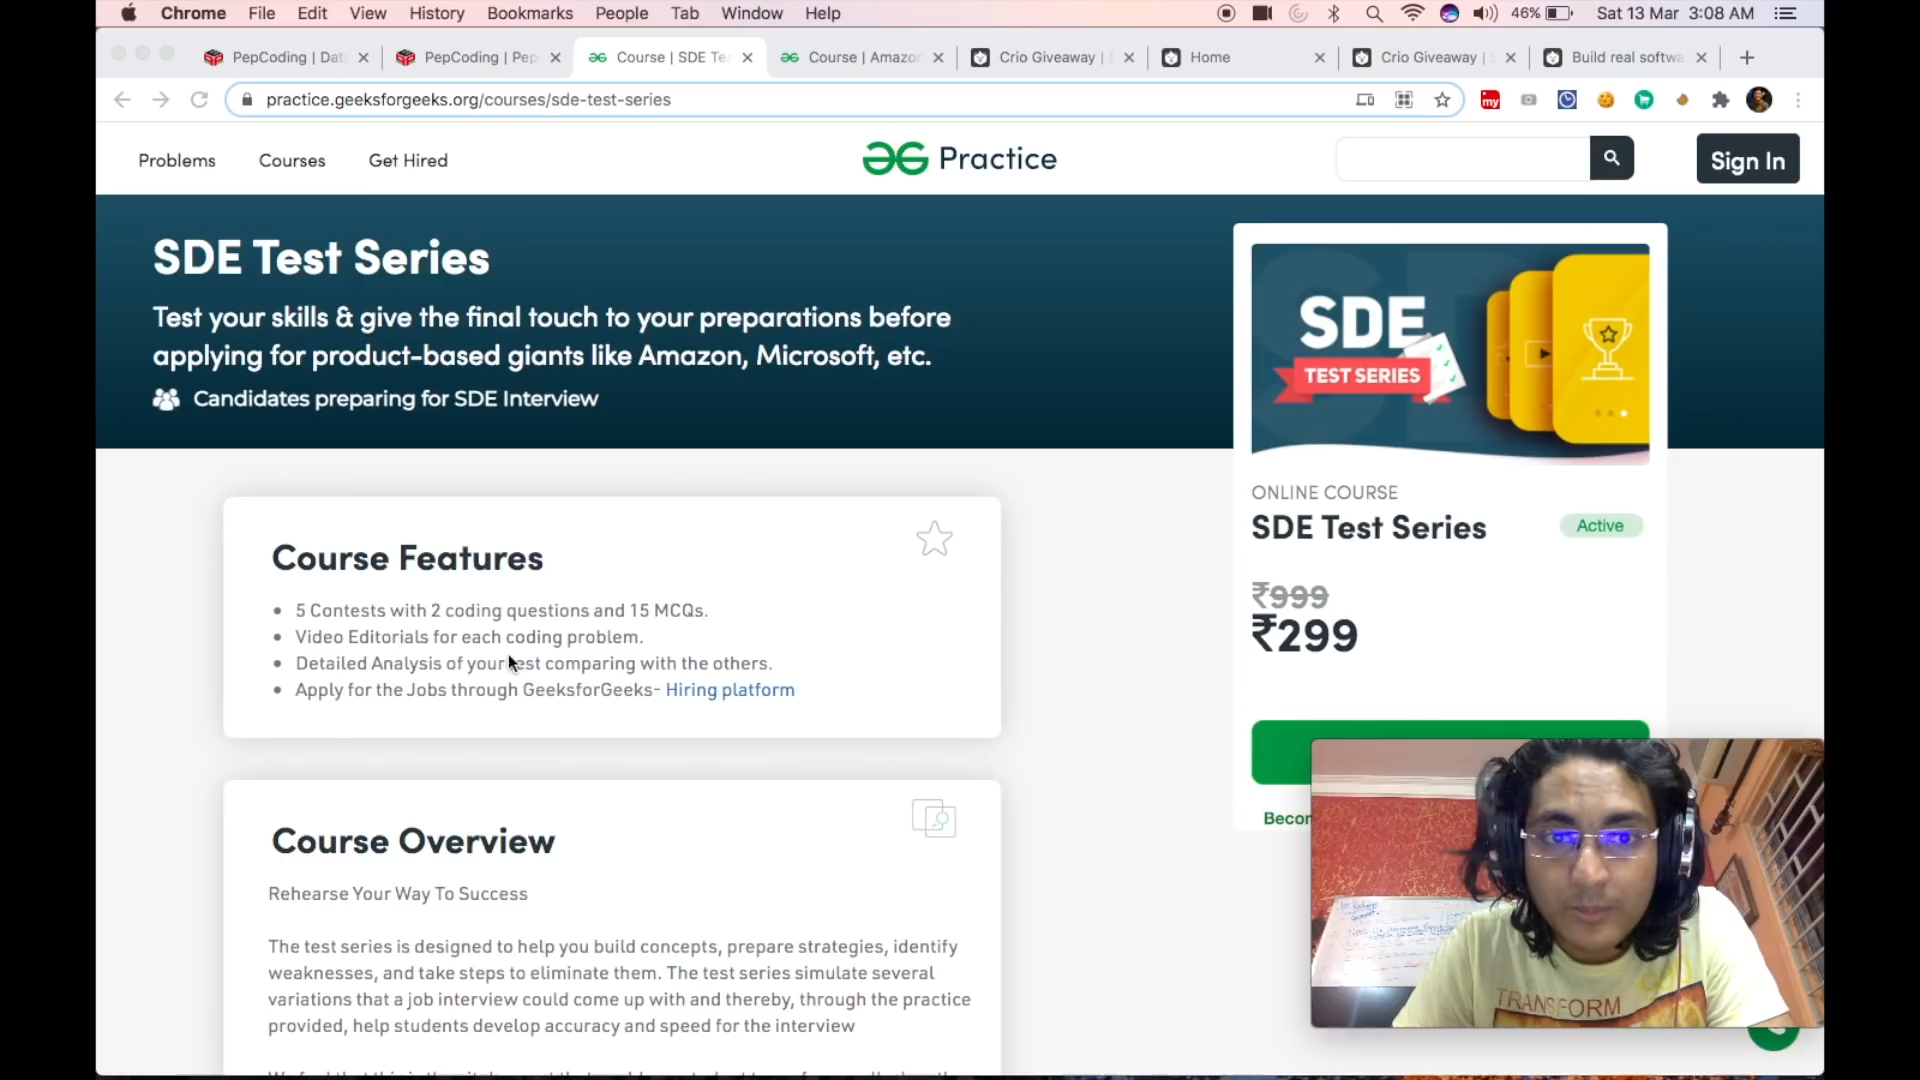 Chrome File Edit View History Bookmarks People Tab Window Help 46% Sat 13 Mar 3:08 AM
PepCoding | Dat PepCoding | Pep Course | SDE Te Course | Amazo Crio Giveaway | Home Crio Giveaway | Build real softwa
practice.geeksforgeeks.org/courses/sde-test-series
my
Problems Courses Get Hired Practice Sign In
SDE Test Series
Test your skills & give the final touch to your preparations before
applying for product-based giants like Amazon, Microsoft, etc.
Candidates preparing for SDE Interview
SDE
TEST SERIES
ONLINE COURSE
SDE Test Series Active
₹999
₹299
Becom
Course Features
5 Contests with 2 coding questions and 15 MCQs.
Video Editorials for each coding problem.
Detailed Analysis of your test comparing with the others.
Apply for the Jobs through GeeksforGeeks- Hiring platform
Course Overview
Rehearse Your Way To Success
The test series is designed to help you build concepts, prepare strategies, identify
weaknesses, and take steps to eliminate them. The test series simulate several
variations that a job interview could come up with and thereby, through the practice
provided, help students develop accuracy and speed for the interview
TRANSFORM